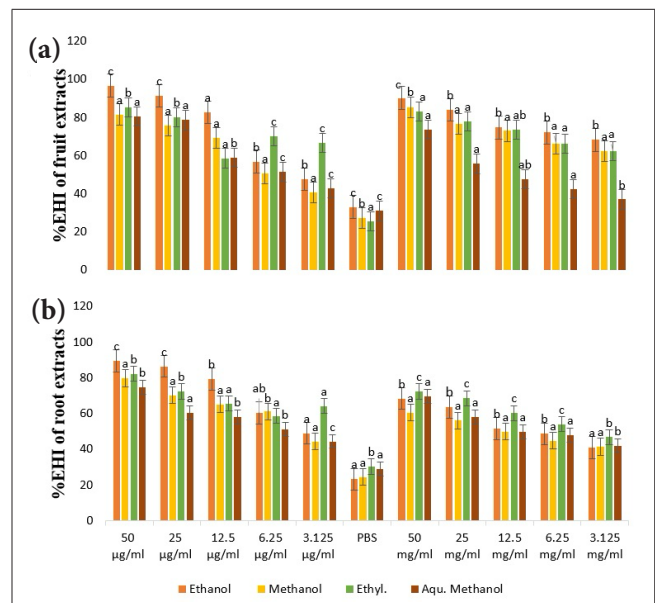 (a)
%EHI of fruit extracts
120
100
80
60
40
20
0
c a b a
c a b a
a a a b
b a c c
b a c c
c b a c
c b b a
c a a a
b b ab ab
b a a c
b a a b
(b)
%EHI of root extracts
120
100
80
60
40
20
0
c a b b
c a b a
b a a b
ab b a b
b a c a
a a b b
b a c a
b a c a
b a c a
b a c a
a a b a
50 µg/ml
25 µg/ml
12.5 µg/ml
6.25 µg/ml
3.125 µg/ml
PBS
50 mg/ml
25 mg/ml
12.5 mg/ml
6.25 mg/ml
3.125 mg/ml
Ethanol Methanol Ethyl. Aqu. Methanol